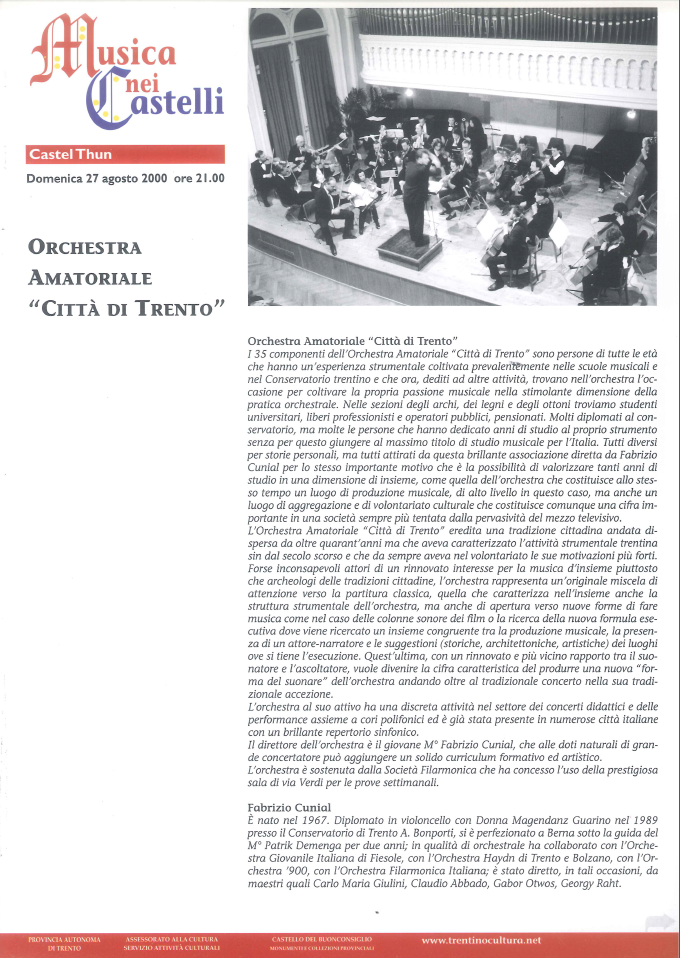 Musica
nei
Castelli
Castel Thun
Domenica 27 agosto 2000 ore 21.00
ORCHESTRA
AMATORIALE
“CITTÀ DI TRENTO”
Orchestra Amatoriale “Città di Trento”
I 35 componenti dell’Orchestra Amatoriale “Città di Trento” sono persone di tutte le età
che hanno un’esperienza strumentale coltivata prevalentemente nelle scuole musicali e
nel Conservatorio trentino e che ora, dediti ad altre attività, trovano nell’orchestra l’oc-
casione per coltivare la propria passione musicale nella stimolante dimensione della
pratica orchestrale. Nelle sezioni degli archi, dei legni e degli ottoni troviamo studenti
universitari, liberi professionisti e operatori pubblici, pensionati. Molti diplomati al con-
servatorio, ma molte le persone che hanno dedicato anni di studio al proprio strumento
senza per questo giungere al massimo titolo di studio musicale per l’Italia. Tutti diversi
per storie personali, ma tutti attirati da questa brillante associazione diretta da Fabrizio
Cunial per lo stesso importante motivo che è la possibilità di valorizzare tanti anni di
studio in una dimensione di insieme, come quella dell’orchestra che costituisce allo stes-
so tempo un luogo di produzione musicale, di alto livello in questo caso, ma anche un
luogo di aggregazione e di volontariato culturale che costituisce comunque una cifra im-
portante in una società sempre più tentata dalla pervasività del mezzo televisivo.
L’Orchestra Amatoriale “Città di Trento” eredita una tradizione cittadina andata di-
spersa da oltre quarant’anni ma che aveva caratterizzato l’attività strumentale trentina
sin dal secolo scorso e che da sempre aveva nel volontariato le sue motivazioni più forti.
Forse inconsapevoli attori di un rinnovato interesse per la musica d’insieme piuttosto
che archeologi delle tradizioni cittadine, l’orchestra rappresenta un’originale miscela di
attenzione verso la partitura classica, quella che caratterizza nell’insieme anche la
struttura strumentale dell’orchestra, ma anche di apertura verso nuove forme di fare
musica come nel caso delle colonne sonore dei film o la ricerca della nuova formula ese-
cutiva dove viene ricercato un insieme congruente tra la produzione musicale, la presen-
za di un attore-narratore e le suggestioni (storiche, architettoniche, artistiche) dei luoghi
ove si tiene l’esecuzione. Quest’ultima, con un rinnovato e più vicino rapporto tra il suo-
natore e l’ascoltatore, vuole divenire la cifra caratteristica del produrre una nuova “for-
ma del suonare” dell’orchestra andando oltre al tradizionale concerto nella sua tradi-
zionale accezione.
L’orchestra al suo attivo ha una discreta attività nel settore dei concerti didattici e delle
performance assieme a cori polifonici ed è già stata presente in numerose città italiane
con un brillante repertorio sinfonico.
Il direttore dell’orchestra è il giovane M° Fabrizio Cunial, che alle doti naturali di gran-
de concertatore può aggiungere un solido curriculum formativo ed artistico.
L’orchestra è sostenuta dalla Società Filarmonica che ha concesso l’uso della prestigiosa
sala di via Verdi per le prove settimanali.
Fabrizio Cunial
È nato nel 1967. Diplomato in violoncello con Donna Magendanz Guarino nel 1989
presso il Conservatorio di Trento A. Bonporti, si è perfezionato a Berna sotto la guida del
M° Patrik Demenga per due anni; in qualità di orchestrale ha collaborato con l’Orche-
stra Giovanile Italiana di Fiesole, con l’Orchestra Haydn di Trento e Bolzano, con l’Or-
chestra ’900, con l’Orchestra Filarmonica Italiana; è stato diretto, in tali occasioni, da
maestri quali Carlo Maria Giulini, Claudio Abbado, Gabor Otwos, Georgy Raht.
PROVINCIA AUTONOMA
DI TRENTO
ASSESSORATO ALLA CULTURA
SERVIZIO ATTIVITÀ CULTURALI
CASTELLO DEL BUONCONSIGLIO
MONUMENTI E COLLEZIONI PROVINCIALI
www.trentinocultura.net